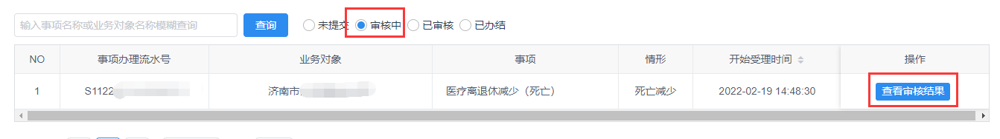 输入事项名称或业务对象名称模糊查询 查询 未提交 审核中 已审核 已办结
NO 事项办理流水号 业务对象 事项 情形 开始受理时间 操作
1 S1122 济南市 医疗离退休减少（死亡） 死亡减少 2022-02-19 14:48:30 查看审核结果